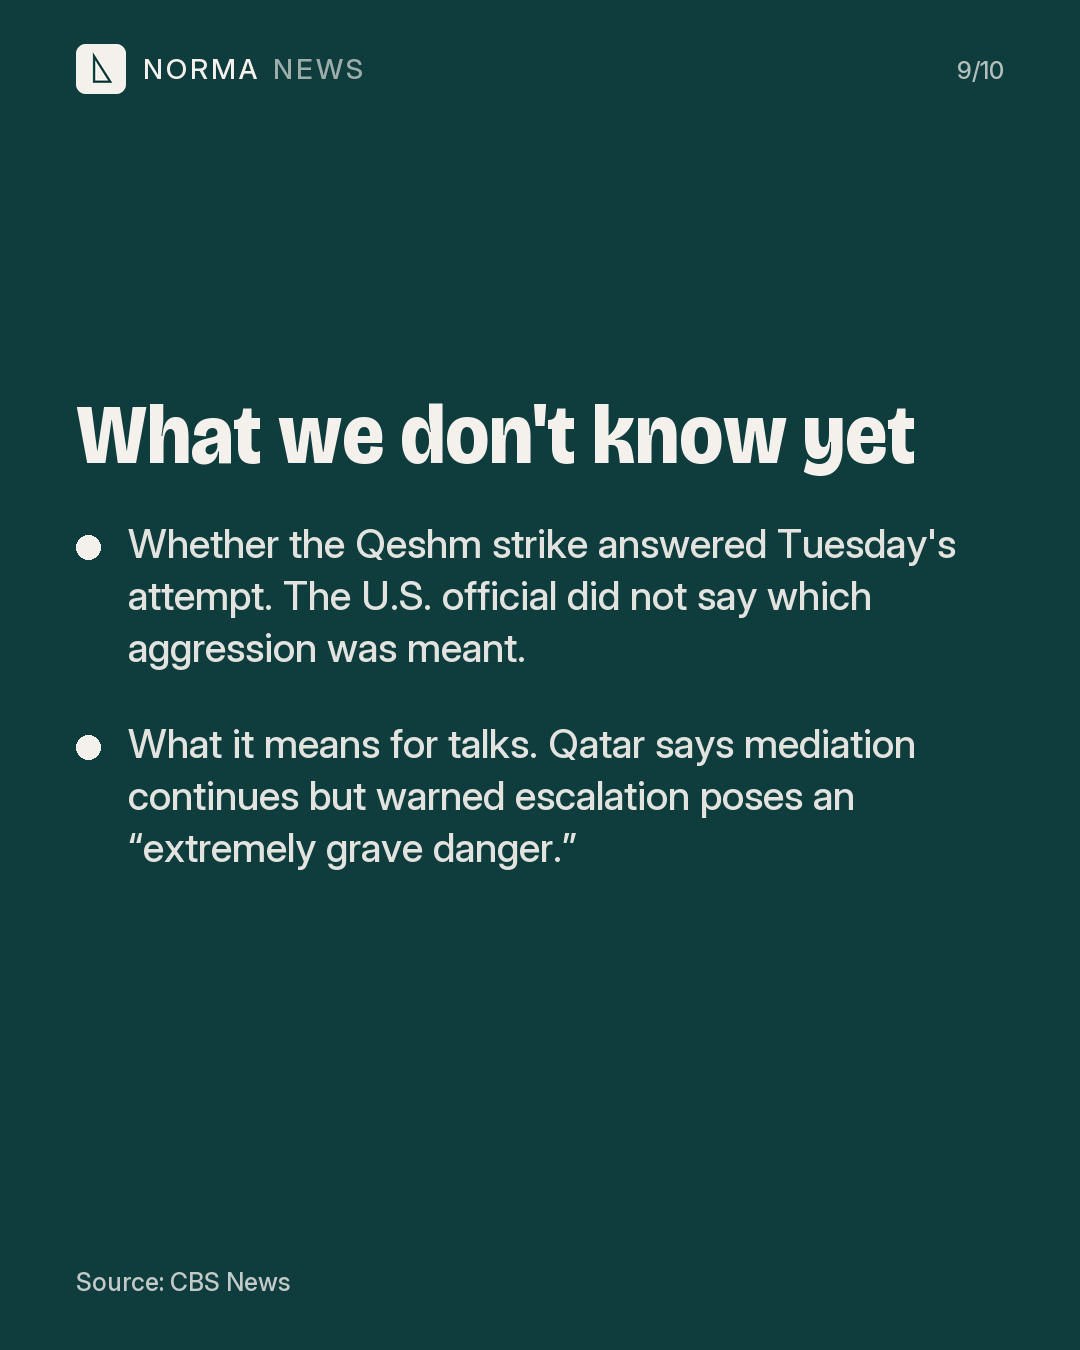 NORMA NEWS
9/10
What we don't know yet
Whether the Qeshm strike answered Tuesday's
attempt. The U.S. official did not say which
aggression was meant.
What it means for talks. Qatar says mediation
continues but warned escalation poses an
“extremely grave danger.”
Source: CBS News